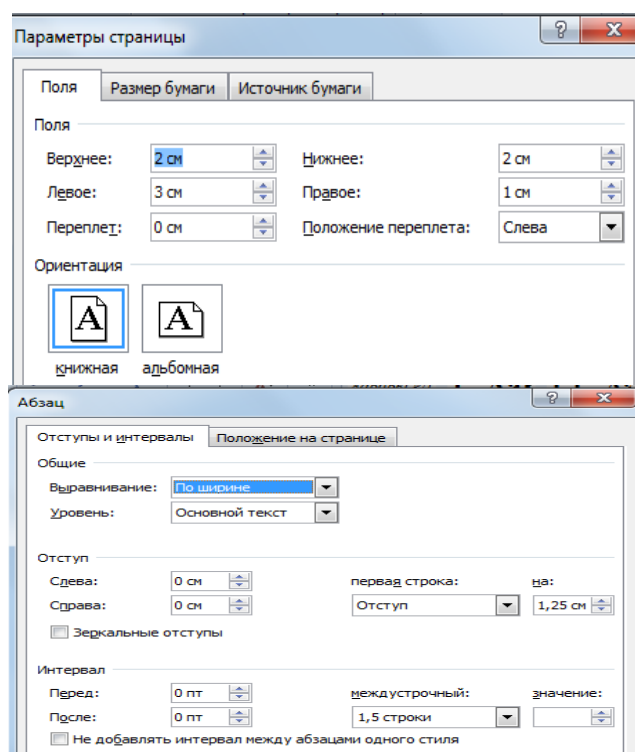 Параметры страницы
Поля Размер бумаги Источник бумаги
Поля
Верхнее: 2 см Нижнее: 2 см
Левое: 3 см Правое: 1 см
Переплет: 0 см Положение переплета: Слева
Ориентация
A A
книжная альбомная
Абзац
Отступы и интервалы Положение на странице
Общие
Выравнивание: По ширине
Уровень: Основной текст
Отступ
Слева: 0 см первая строка: на:
Справа: 0 см Отступ 1,25 см
Зеркальные отступы
Интервал
Перед: 0 пт междустрочный: значение:
После: 0 пт 1,5 строки
Не добавлять интервал между абзацами одного стиля